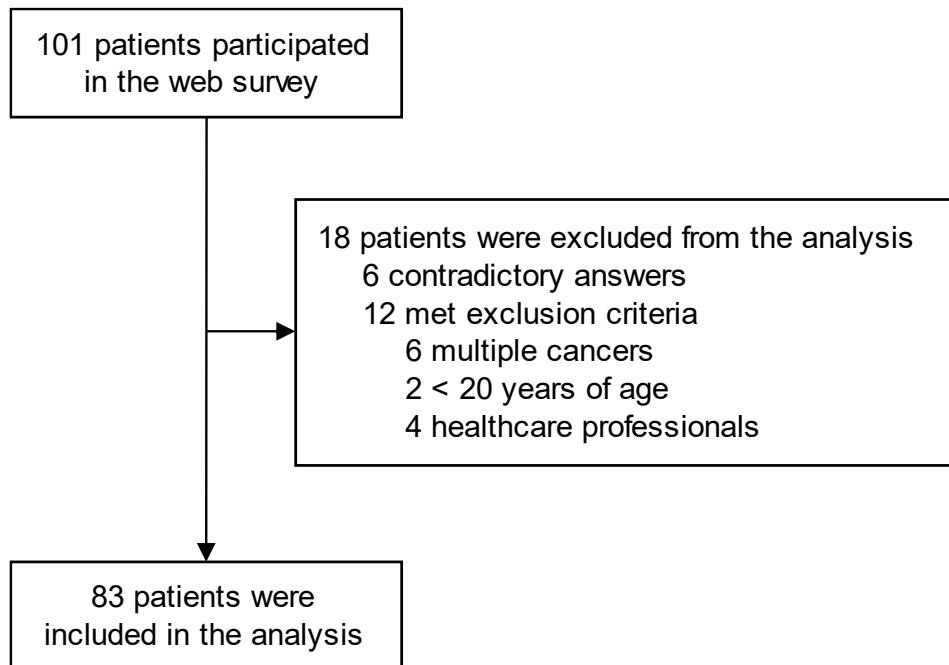 101 patients participated
in the web survey
18 patients were excluded from the analysis
6 contradictory answers
12 met exclusion criteria
6 multiple cancers
2 < 20 years of age
4 healthcare professionals
83 patients were
included in the analysis